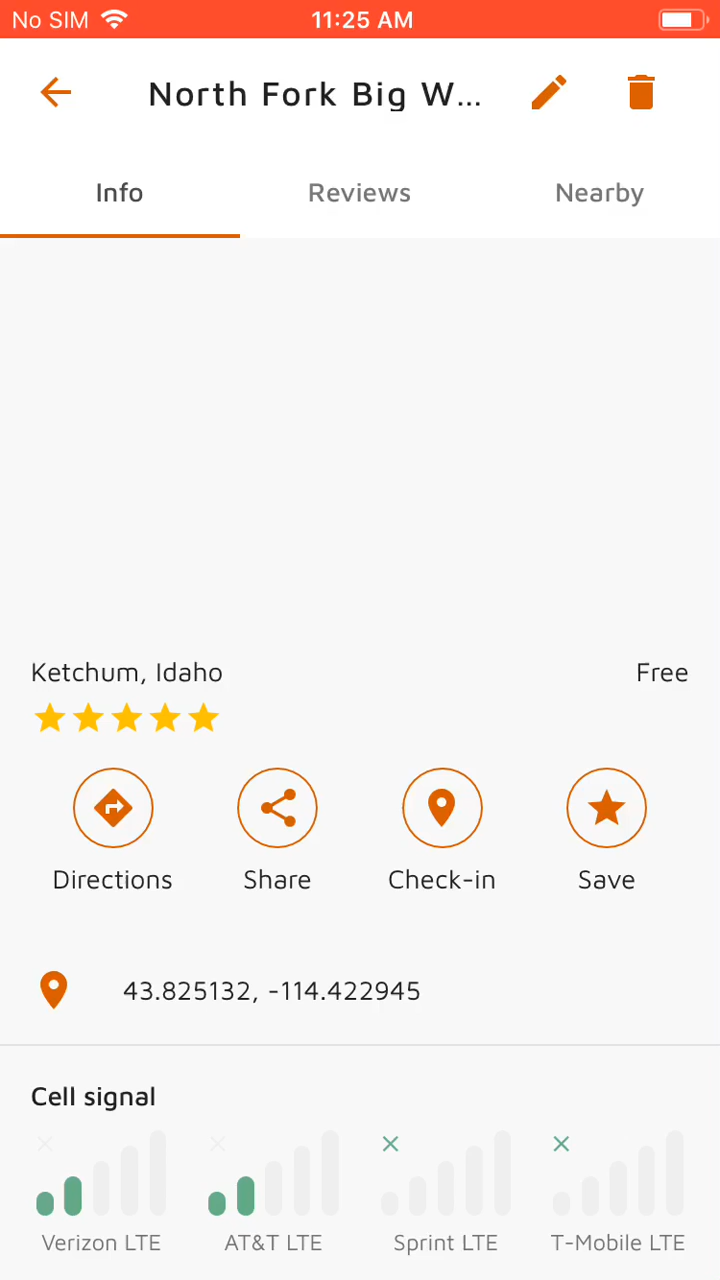 No SIM 11:25 AM
North Fork Big W...
Info Reviews Nearby
Ketchum, Idaho Free
Directions Share Check-in Save
43.825132, -114.422945
Cell signal
Verizon LTE AT&T LTE Sprint LTE T-Mobile LTE